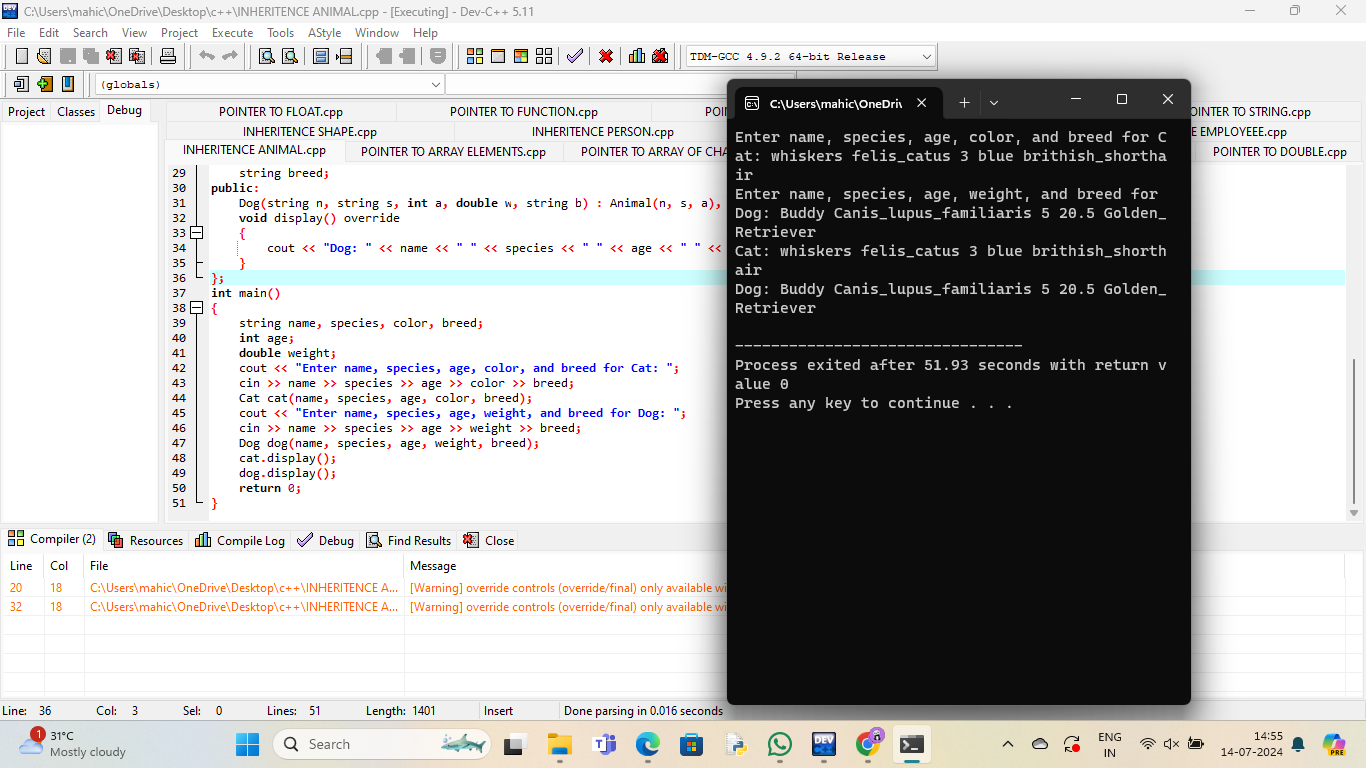 C:\Users\mahic\OneDrive\Desktop\c++\INHERITENCE ANIMAL.cpp - [Executing] - Dev-C++ 5.11
File Edit Search View Project Execute Tools AStyle Window Help
TDM-GCC 4.9.2 64-bit Release
(globals)
Project Classes Debug
POINTER TO FLOAT.cpp POINTER TO FUNCTION.cpp POI OINTER TO STRING.cpp
INHERITENCE SHAPE.cpp INHERITENCE PERSON.cpp E EMPLOYEEE.cpp
INHERITENCE ANIMAL.cpp POINTER TO ARRAY ELEMENTS.cpp POINTER TO ARRAY OF CHA POINTER TO DOUBLE.cpp
29 string breed;
30 public:
31 Dog(string n, string s, int a, double w, string b) : Animal(n, s, a),
32 void display() override
33 {
34 cout << "Dog: " << name << " " << species << " " << age << " " <<
35 }
36 };
37 int main()
38 {
39 string name, species, color, breed;
40 int age;
41 double weight;
42 cout << "Enter name, species, age, color, and breed for Cat: ";
43 cin >> name >> species >> age >> color >> breed;
44 Cat cat(name, species, age, color, breed);
45 cout << "Enter name, species, age, weight, and breed for Dog: ";
46 cin >> name >> species >> age >> weight >> breed;
47 Dog dog(name, species, age, weight, breed);
48 cat.display();
49 dog.display();
50 return 0;
51 }
C:\Users\mahic\OneDri
Enter name, species, age, color, and breed for C
at: whiskers felis_catus 3 blue brithish_shortha
ir
Enter name, species, age, weight, and breed for
Dog: Buddy Canis_lupus_familiaris 5 20.5 Golden_
Retriever
Cat: whiskers felis_catus 3 blue brithish_shorth
air
Dog: Buddy Canis_lupus_familiaris 5 20.5 Golden_
Retriever
--------------------------------
Process exited after 51.93 seconds with return v
alue 0
Press any key to continue . . .
Compiler (2) Resources Compile Log Debug Find Results Close
Line Col File Message
20 18 C:\Users\mahic\OneDrive\Desktop\c++\INHERITENCE A... [Warning] override controls (override/final) only available wi
32 18 C:\Users\mahic\OneDrive\Desktop\c++\INHERITENCE A... [Warning] override controls (override/final) only available wi
Line: 36 Col: 3 Sel: 0 Lines: 51 Length: 1401 Insert Done parsing in 0.016 seconds
1 31°C
Mostly cloudy
Search
DEV
ENG
IN
14:55
14-07-2024
PRE